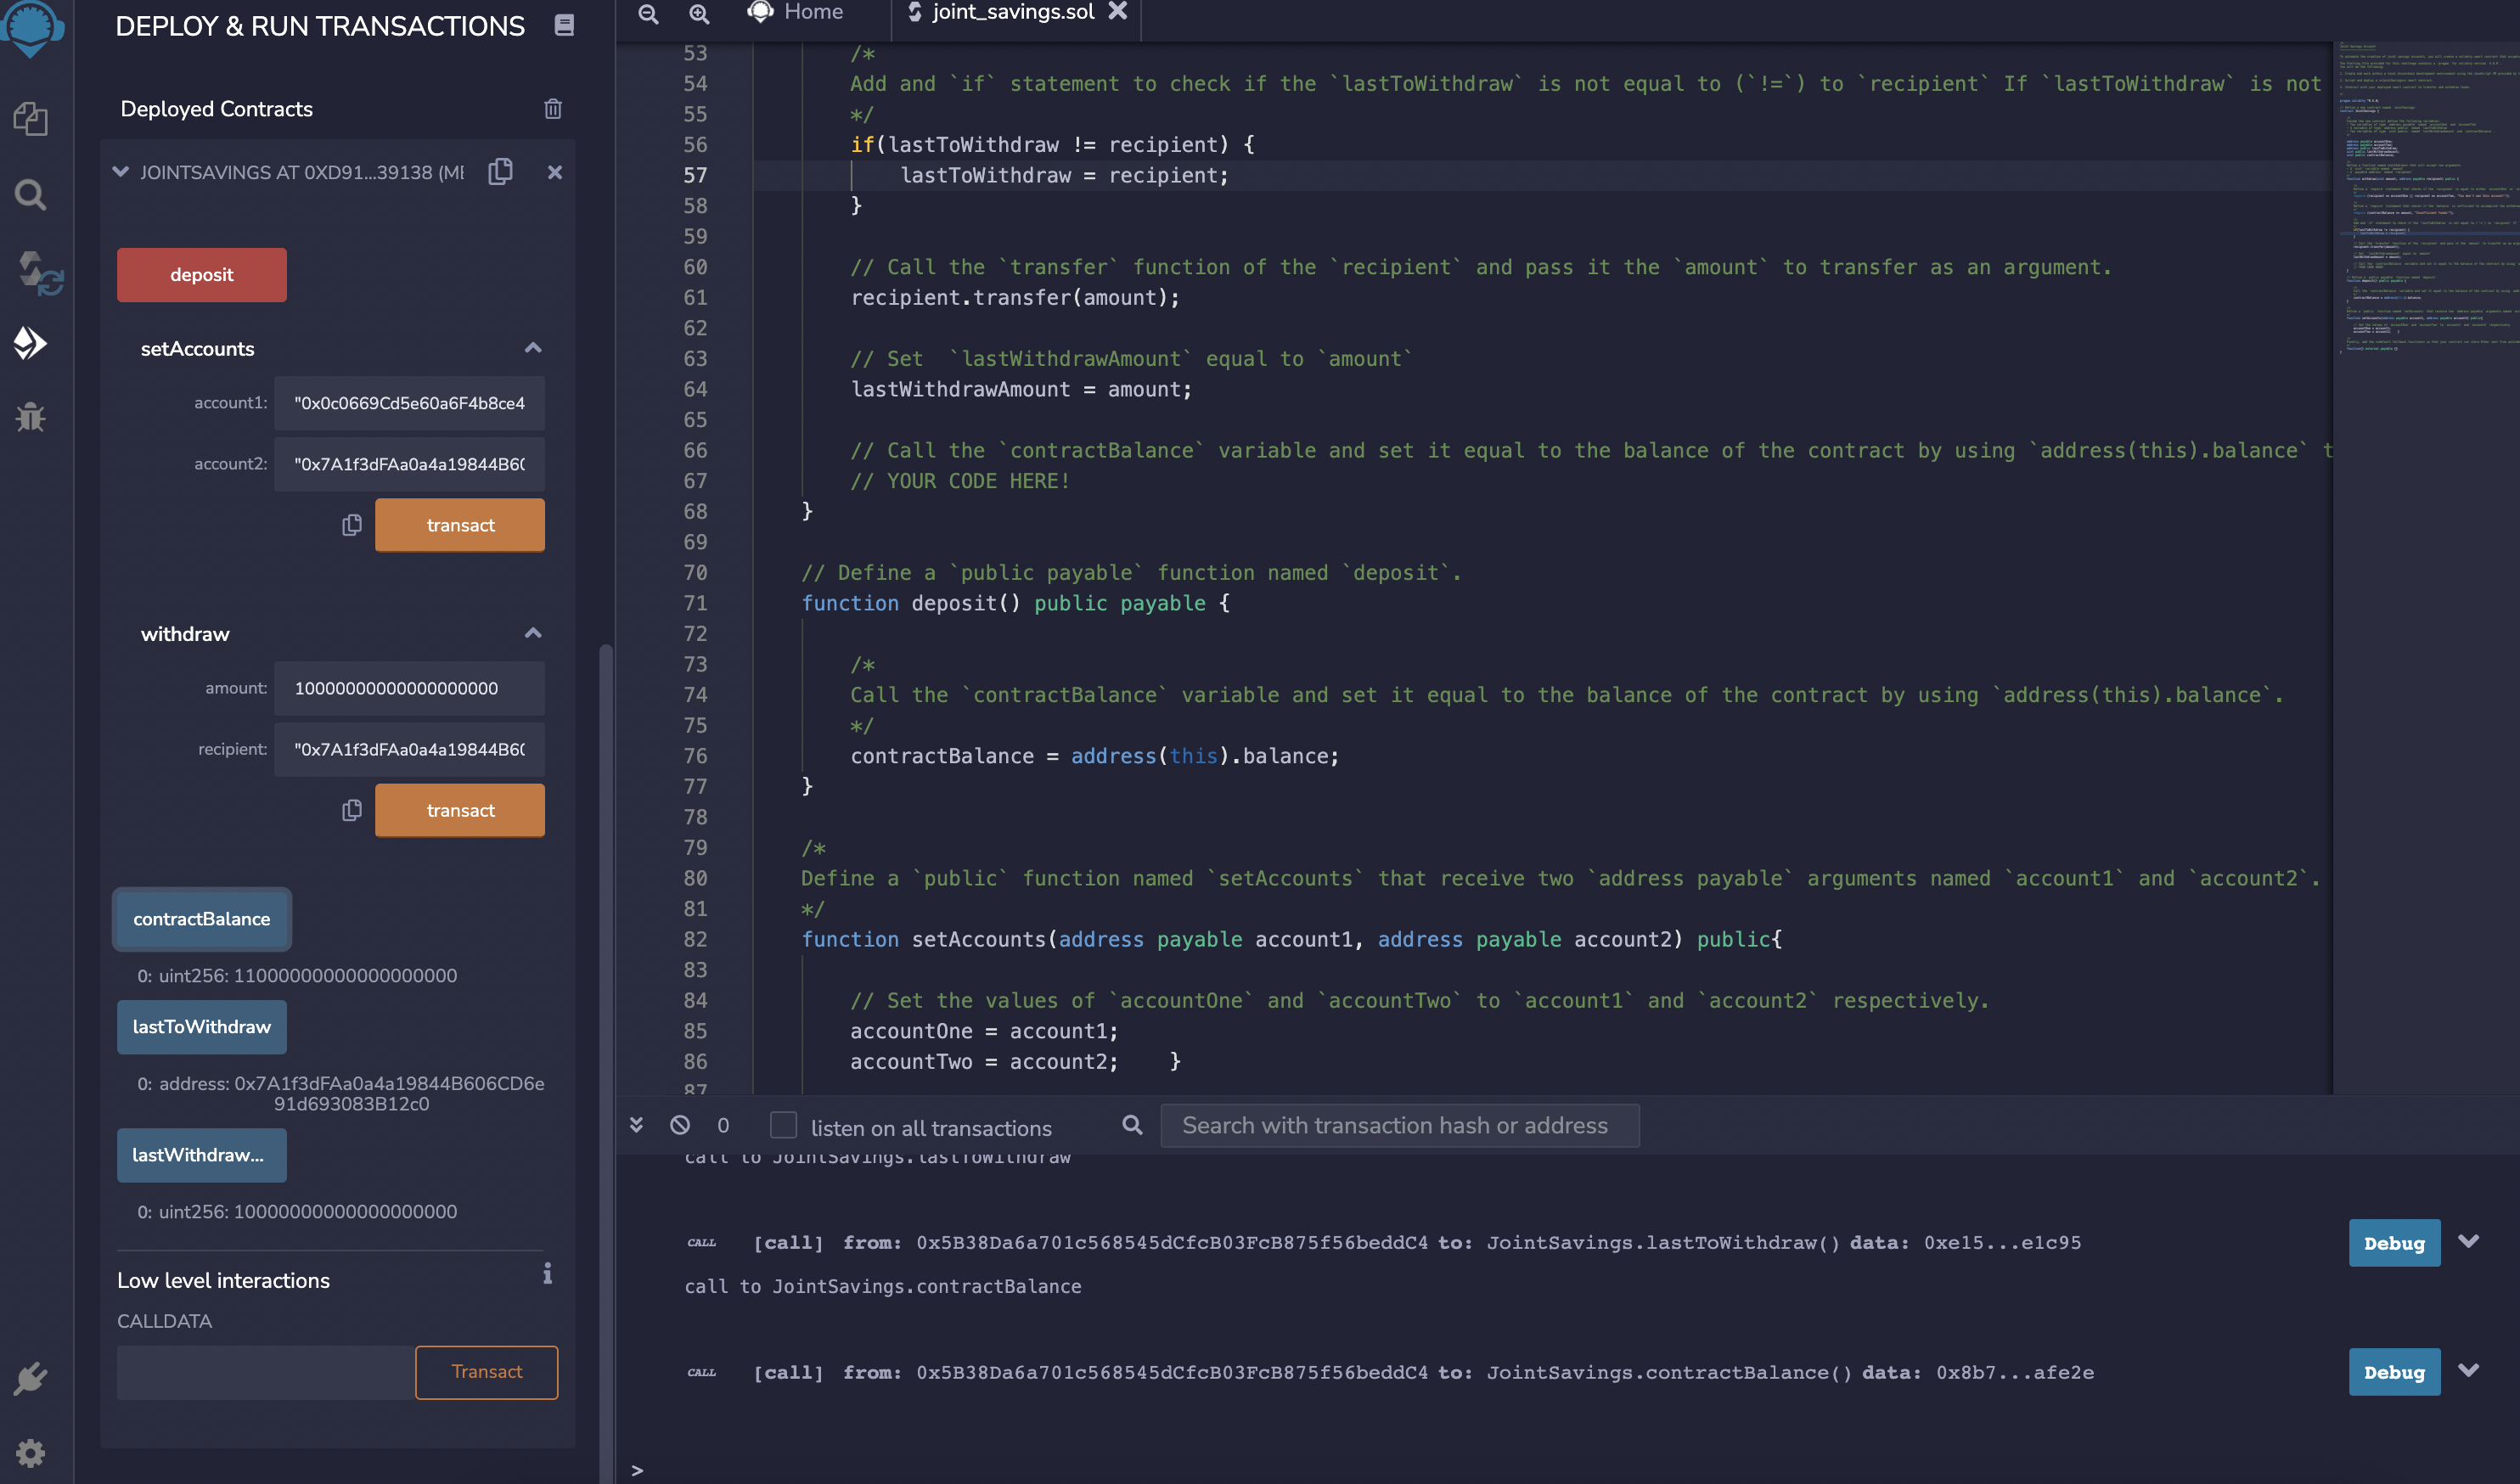 DEPLOY & RUN TRANSACTIONS
Deployed Contracts
JOINTSAVINGS AT 0XD91...39138 (ME
deposit
setAccounts
account1: "0x0c0669Cd5e60a6F4b8ce4
account2: "0x7A1f3dFAa0a4a19844B60
transact
withdraw
amount: 10000000000000000000
recipient: "0x7A1f3dFAa0a4a19844B60
transact
contractBalance
0: uint256: 11000000000000000000
lastToWithdraw
0: address: 0x7A1f3dFAa0a4a19844B606CD6e
91d693083B12c0
lastWithdraw...
0: uint256: 10000000000000000000
Low level interactions
i
CALLDATA
Transact
Home
joint_savings.sol
53 /*
54 Add and `if` statement to check if the `lastToWithdraw` is not equal to (`!=`) to `recipient` If `lastToWithdraw` is not
55 */
56 if(lastToWithdraw != recipient) {
57 lastToWithdraw = recipient;
58 }
59
60 // Call the `transfer` function of the `recipient` and pass it the `amount` to transfer as an argument.
61 recipient.transfer(amount);
62
63 // Set  `lastWithdrawAmount` equal to `amount`
64 lastWithdrawAmount = amount;
65
66 // Call the `contractBalance` variable and set it equal to the balance of the contract by using `address(this).balance` t
67 // YOUR CODE HERE!
68 }
69
70 // Define a `public payable` function named `deposit`.
71 function deposit() public payable {
72
73 /*
74 Call the `contractBalance` variable and set it equal to the balance of the contract by using `address(this).balance`.
75 */
76 contractBalance = address(this).balance;
77 }
78
79 /*
80 Define a `public` function named `setAccounts` that receive two `address payable` arguments named `account1` and `account2`.
81 */
82 function setAccounts(address payable account1, address payable account2) public{
83
84 // Set the values of `accountOne` and `accountTwo` to `account1` and `account2` respectively.
85 accountOne = account1;
86 accountTwo = account2;    }
87
0 listen on all transactions Search with transaction hash or address
call to JointSavings.lastToWithdraw
CALL [call] from: 0x5B38Da6a701c568545dCfcB03FcB875f56beddC4 to: JointSavings.lastToWithdraw() data: 0xe15...e1c95 Debug
call to JointSavings.contractBalance
CALL [call] from: 0x5B38Da6a701c568545dCfcB03FcB875f56beddC4 to: JointSavings.contractBalance() data: 0x8b7...afe2e Debug
>